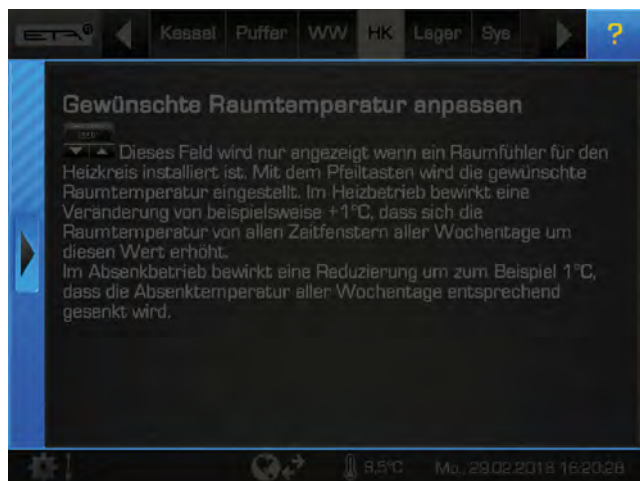 ETA
Kessel Puffer WW HK Lager Sys ?
Gewünschte Raumtemperatur anpassen
Dieses Feld wird nur angezeigt wenn ein Raumfühler für den
Heizkreis installiert ist. Mit dem Pfeiltasten wird die gewünschte
Raumtemperatur eingestellt. Im Heizbetrieb bewirkt eine
Veränderung von beispielsweise +1°C, dass sich die
Raumtemperatur von allen Zeitfenstern aller Wochentage um
diesen Wert erhöht.
Im Absenkbetrieb bewirkt eine Reduzierung um zum Beispiel 1°C,
dass die Absenktemperatur aller Wochentage entsprechend
gesenkt wird.
9,5°C Mo., 29.02.2016 16:20:28